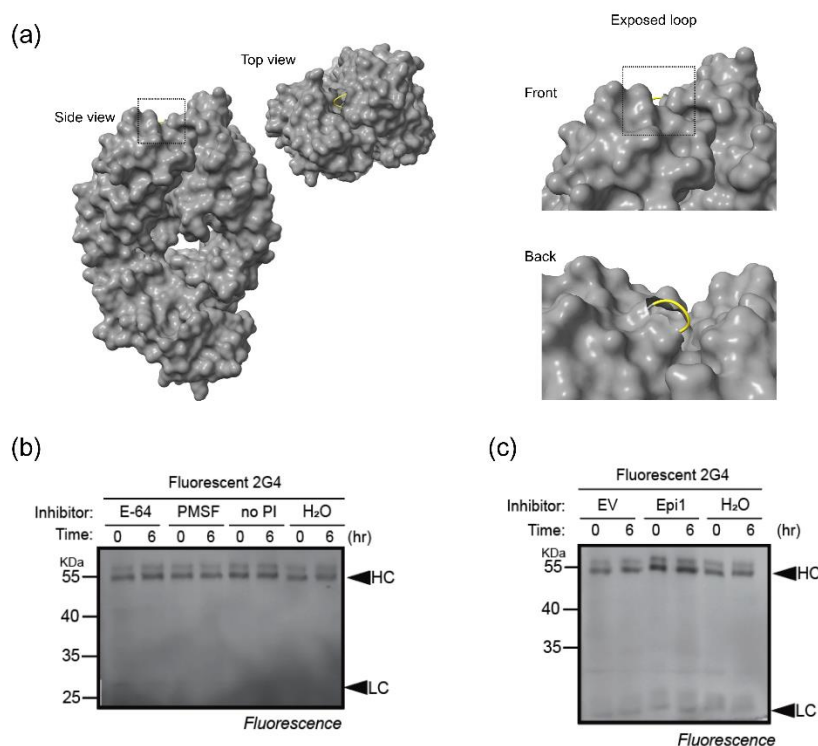 (a)
Side view
Top view
Exposed loop
Front
Back
(b)
Fluorescent 2G4
Inhibitor: E-64 PMSF no PI H₂O
Time: 0 6 0 6 0 6 0 6 (hr)
KDa
55
40
35
25
HC
LC
Fluorescence
(c)
Fluorescent 2G4
Inhibitor: EV Epi1 H₂O
Time: 0 6 0 6 0 6 (hr)
KDa
55
35
HC
LC
Fluorescence